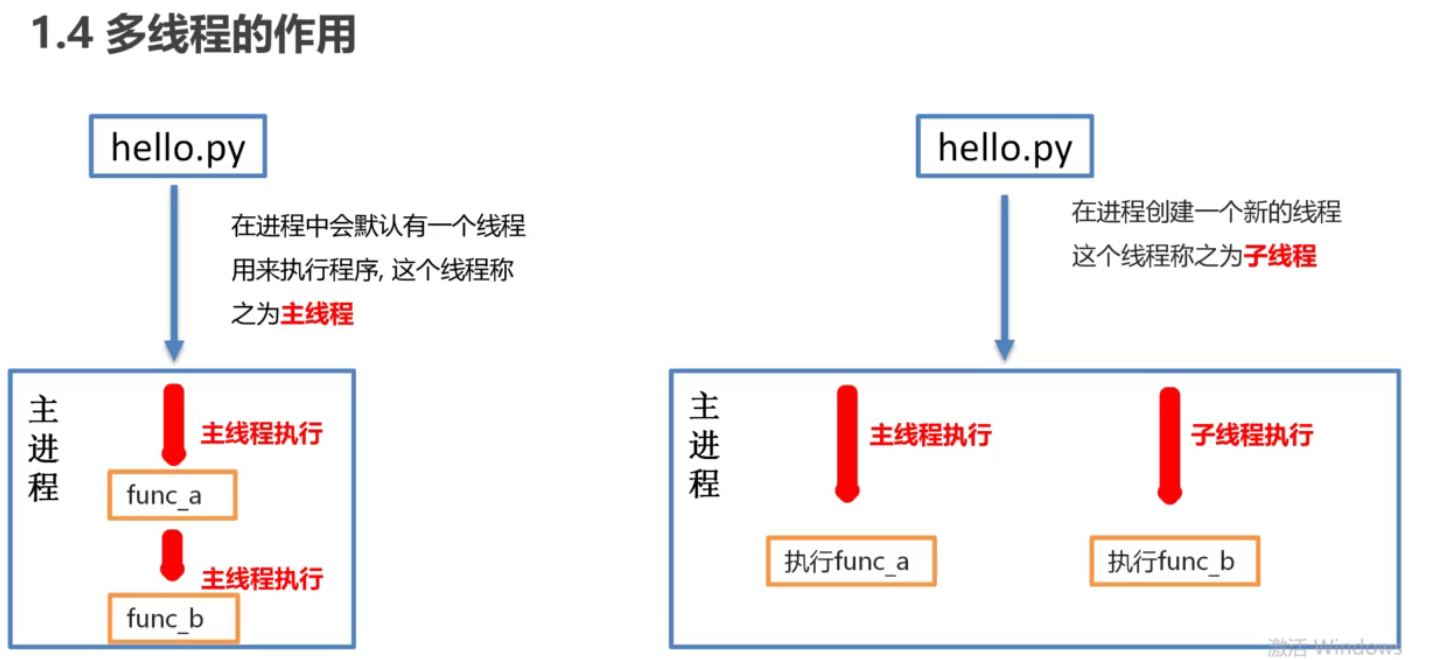 1.4 多线程的作用
hello.py
在进程中会默认有一个线程
用来执行程序, 这个线程称
之为主线程
主进程
主线程执行
func_a
主线程执行
func_b
hello.py
在进程创建一个新的线程
这个线程称之为子线程
主进程
主线程执行
子线程执行
执行func_a
执行func_b
激活 Windows